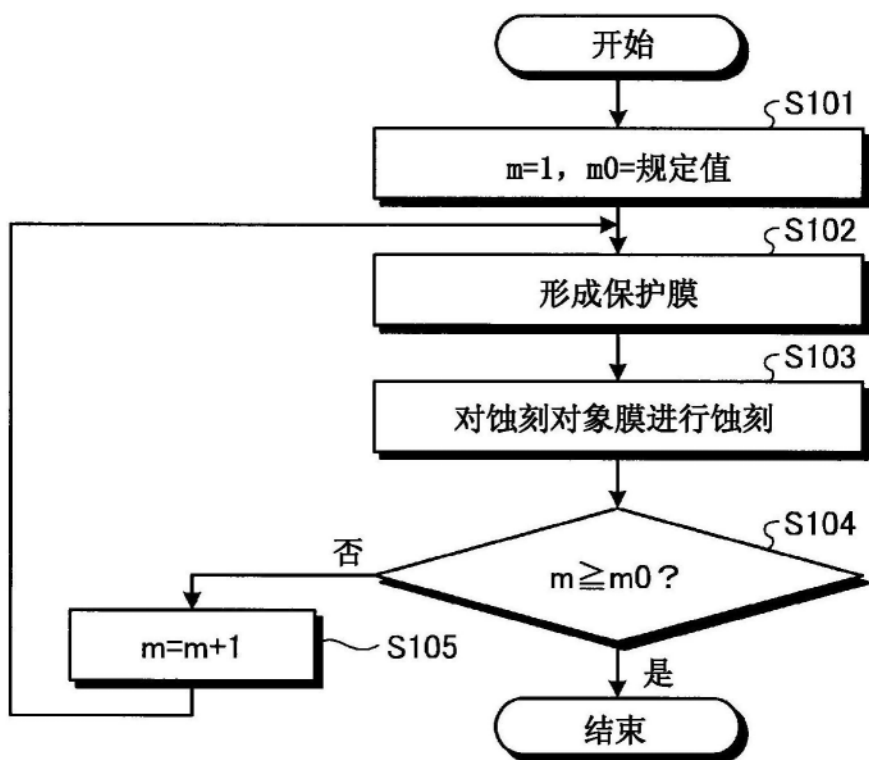 开始
S101
m=1, m0=规定值
S102
形成保护膜
S103
对蚀刻对象膜进行蚀刻
S104
否
m≧m0?
m=m+1
S105
是
结束